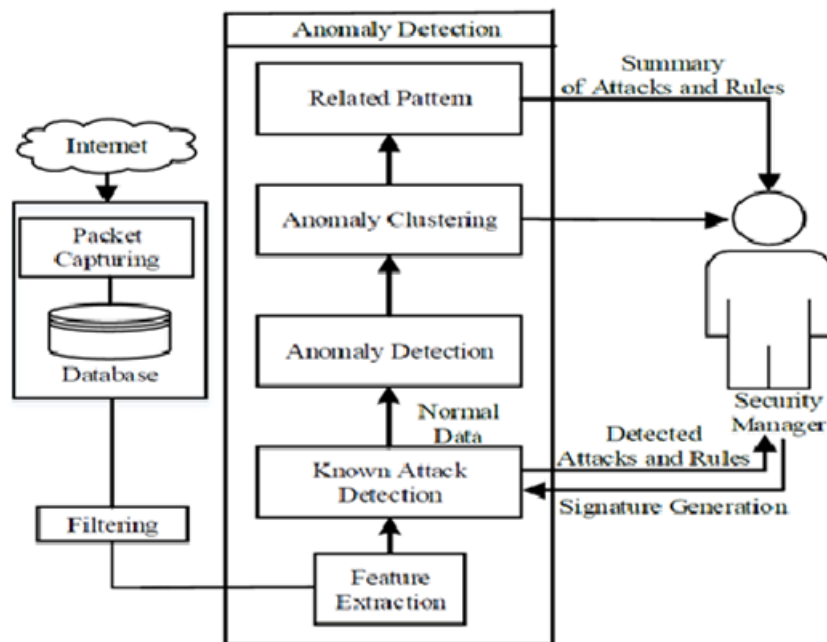 Anomaly Detection
Related Pattern
Summary
of Attacks and Rules
Internet
Packet
Capturing
Database
Anomaly Clustering
Anomaly Detection
Normal
Data
Security
Manager
Known Attack
Detection
Detected
Attacks and Rules
Signature Generation
Filtering
Feature
Extraction